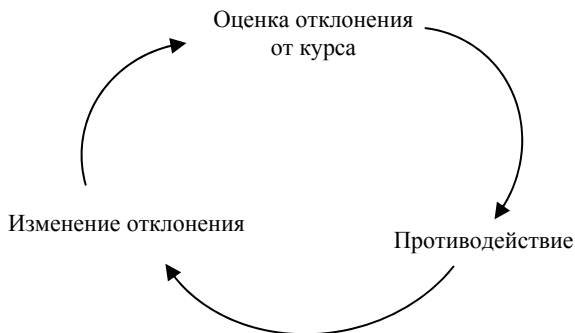 Оценка отклонения
от курса
Изменение отклонения
Противодействие